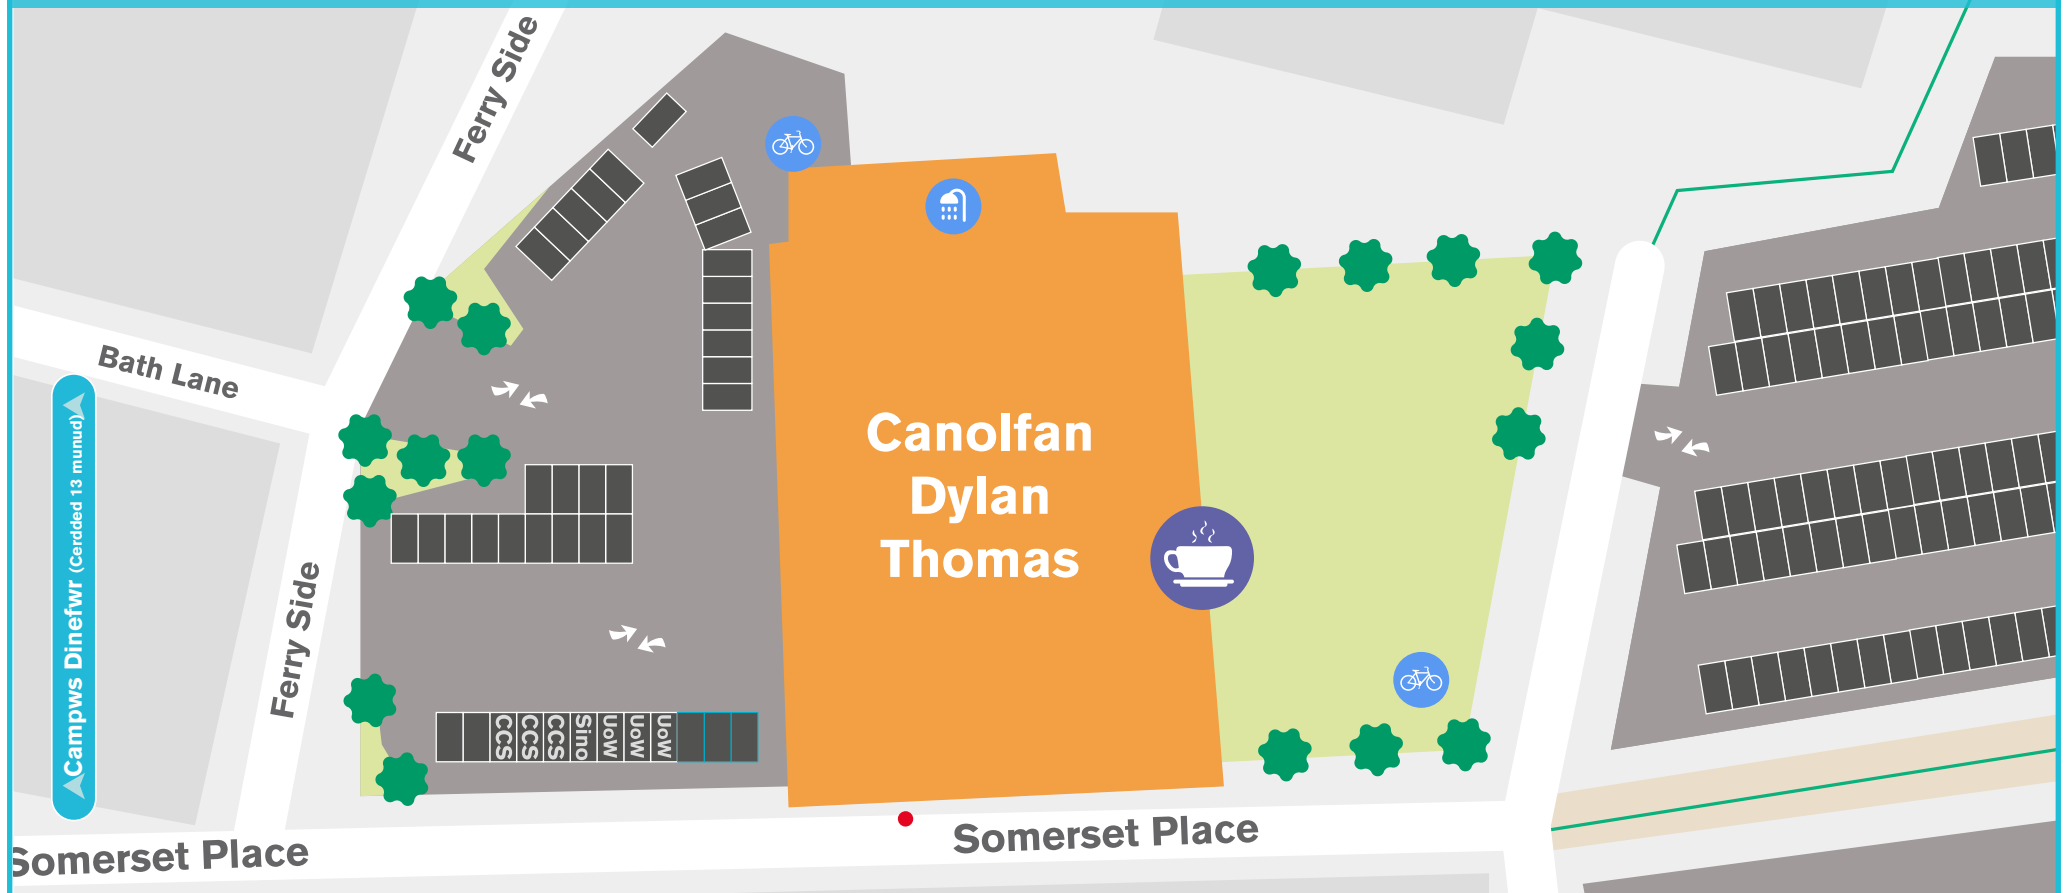 Ferry Side
Bath Lane
Campws Dinefwr (Cerdded 13 munud)
Canolfan
Dylan
Thomas
Ferry Side
CCS
CCS
CCS
Sino
UoW
UoW
UoW
Somerset Place
Somerset Place